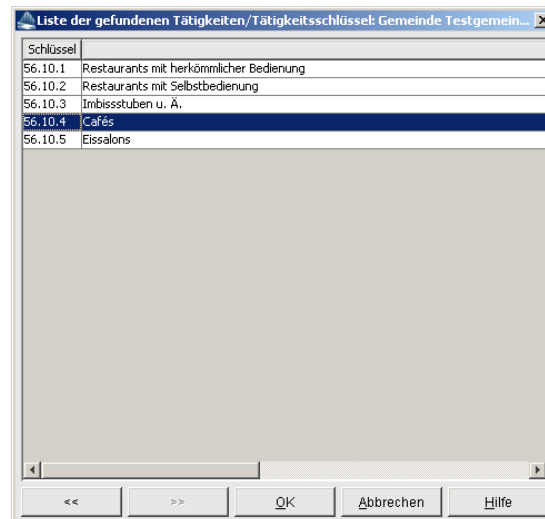 Liste der gefundenen Tätigkeiten/Tätigkeitsschlüssel: Gemeinde Testgemein...
Schlüssel
56.10.1 Restaurants mit herkömmlicher Bedienung
56.10.2 Restaurants mit Selbstbedienung
56.10.3 Imbissstuben u. Ä.
56.10.4 Cafés
56.10.5 Eissalons
<< >> OK Abbrechen Hilfe